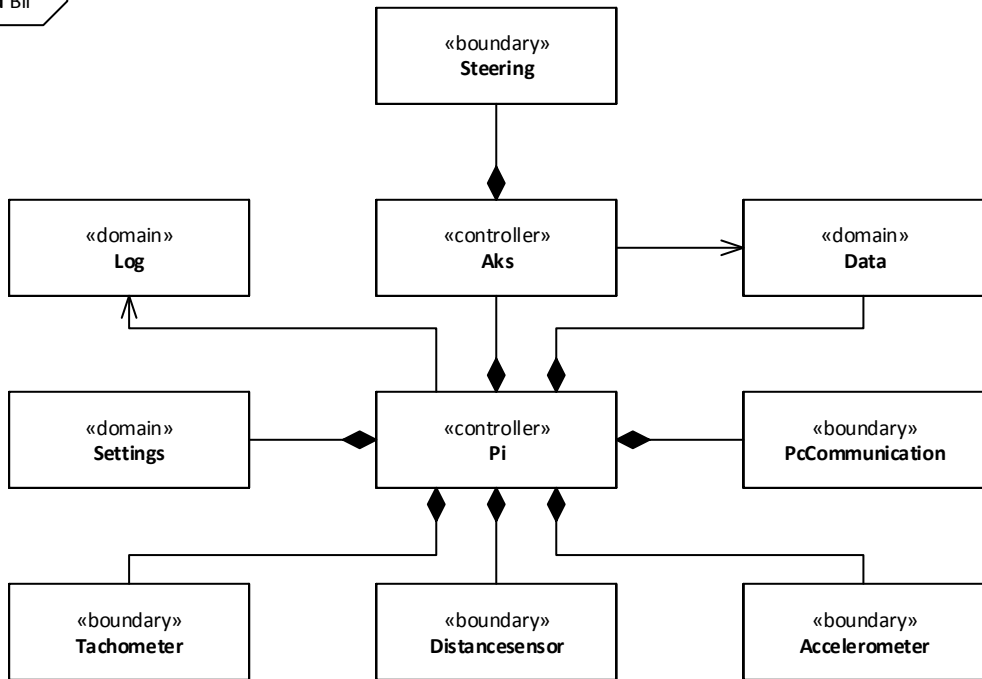 Bil
«boundary»
Steering
«domain»
Log
«controller»
Aks
«domain»
Data
«domain»
Settings
«controller»
Pi
«boundary»
PcCommunication
«boundary»
Tachometer
«boundary»
Distancesensor
«boundary»
Accelerometer